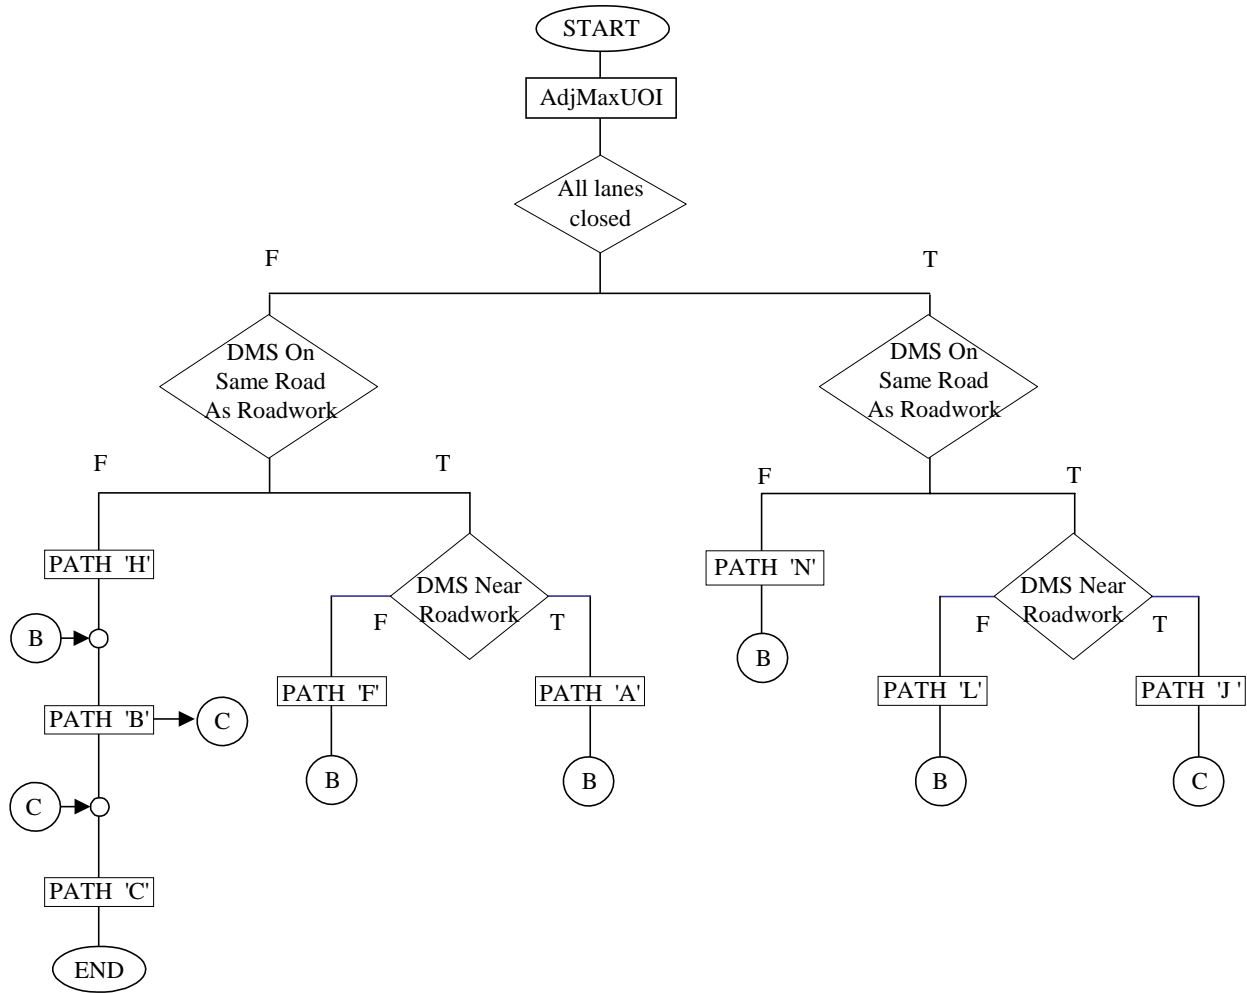 START
AdjMaxUOI
All lanes
closed
F
T
DMS On
Same Road
As Roadwork
DMS On
Same Road
As Roadwork
F
T
F
T
PATH 'H'
DMS Near
Roadwork
F
T
PATH 'N'
DMS Near
Roadwork
F
T
B
B
PATH 'F'
PATH 'A'
PATH 'L'
PATH 'J '
PATH 'B'
C
B
B
B
C
C
PATH 'C'
END